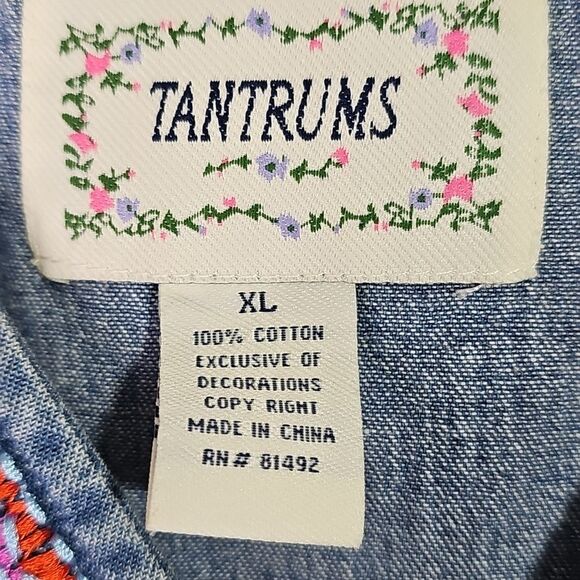 TANTRUMS
XL
100% COTTON
EXCLUSIVE OF
DECORATIONS
COPY RIGHT
MADE IN CHINA
RN# 81492